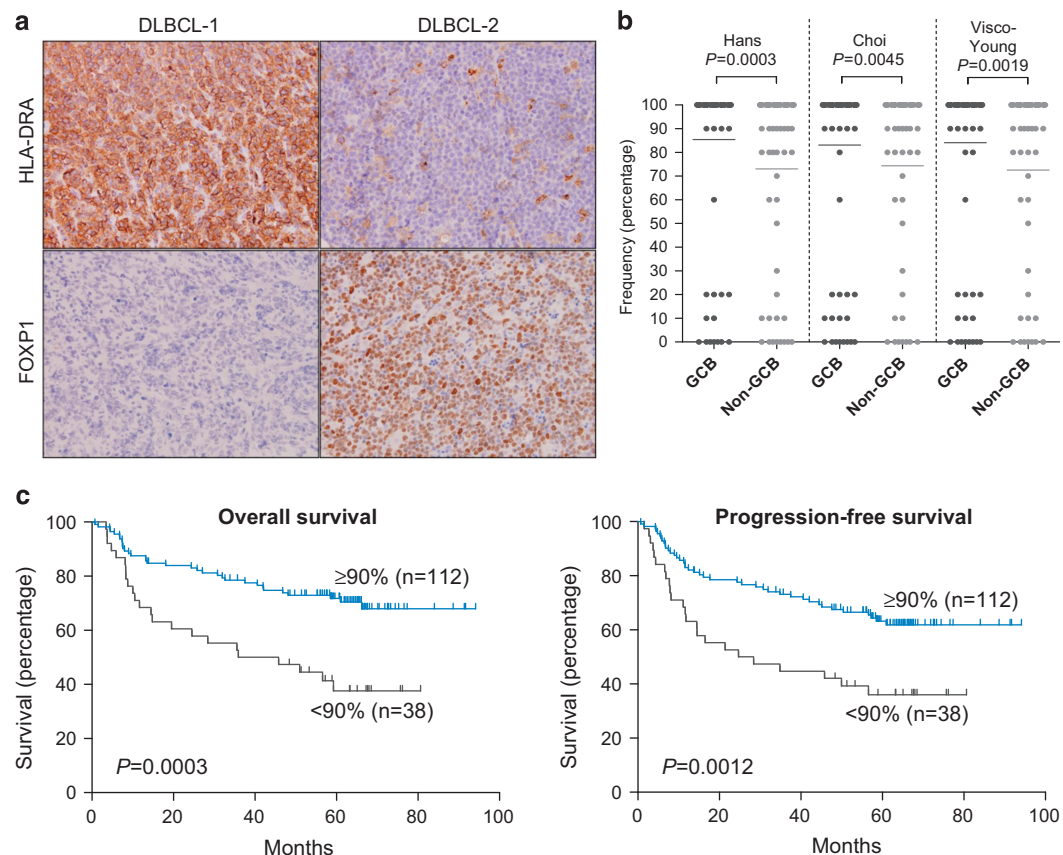 a
DLBCL-1
DLBCL-2
HLA-DRA
FOXP1
b
Hans
P=0.0003
Choi
P=0.0045
Visco-
Young
P=0.0019
Frequency (percentage)
100
90
80
70
60
50
40
30
20
10
0
GCB
Non-GCB
GCB
Non-GCB
GCB
Non-GCB
c
Overall survival
Survival (percentage)
100
80
60
40
20
0
≥90% (n=112)
<90% (n=38)
P=0.0003
0 20 40 60 80 100
Months
Progression-free survival
Survival (percentage)
100
80
60
40
20
0
≥90% (n=112)
<90% (n=38)
P=0.0012
0 20 40 60 80 100
Months